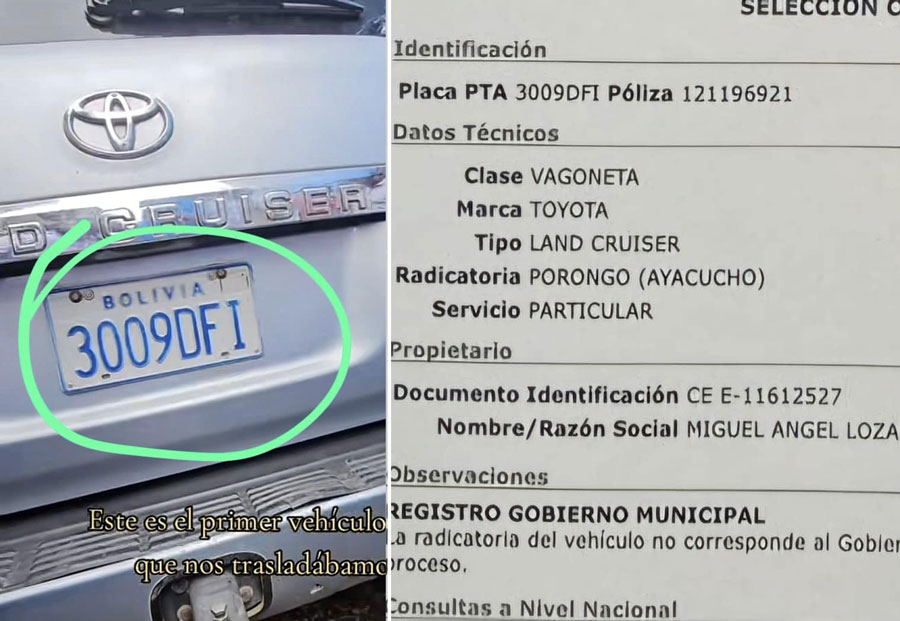 D CRUISER
BOLIVIA
3009DFI
Este es el primer vehículo
que nos trasladábamo
SELECCIÓN
Identificación
Placa PTA 3009DFI Póliza 121196921
Datos Técnicos
Clase VAGONETA
Marca TOYOTA
Tipo LAND CRUISER
Radicatoria PORONGO (AYACUCHO)
Servicio PARTICULAR
Propietario
Documento Identificación CE E-11612527
Nombre/Razón Social MIGUEL ANGEL LOZA
Observaciones
REGISTRO GOBIERNO MUNICIPAL
La radicatoria del vehículo no corresponde al Gobier
proceso.
Consultas a Nivel Nacional